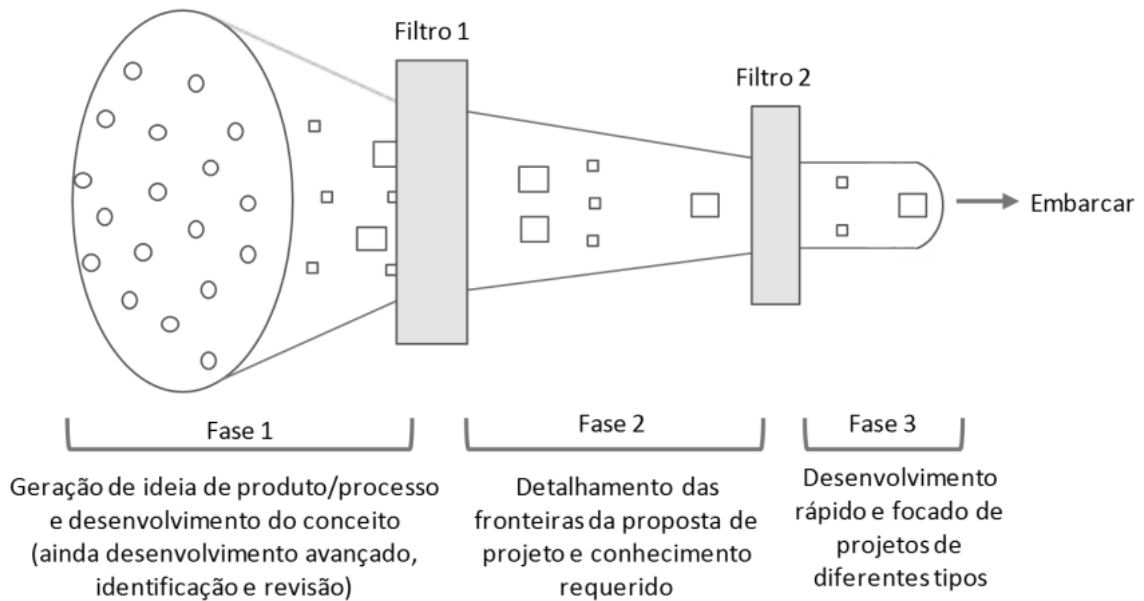 Filtro 1
Filtro 2
Embarcar
Fase 1
Fase 2
Fase 3
Geração de ideia de produto/processo
e desenvolvimento do conceito
(ainda desenvolvimento avançado,
identificação e revisão)
Detalhamento das
fronteiras da proposta de
projeto e conhecimento
requerido
Desenvolvimento
rápido e focado de
projetos de
diferentes tipos